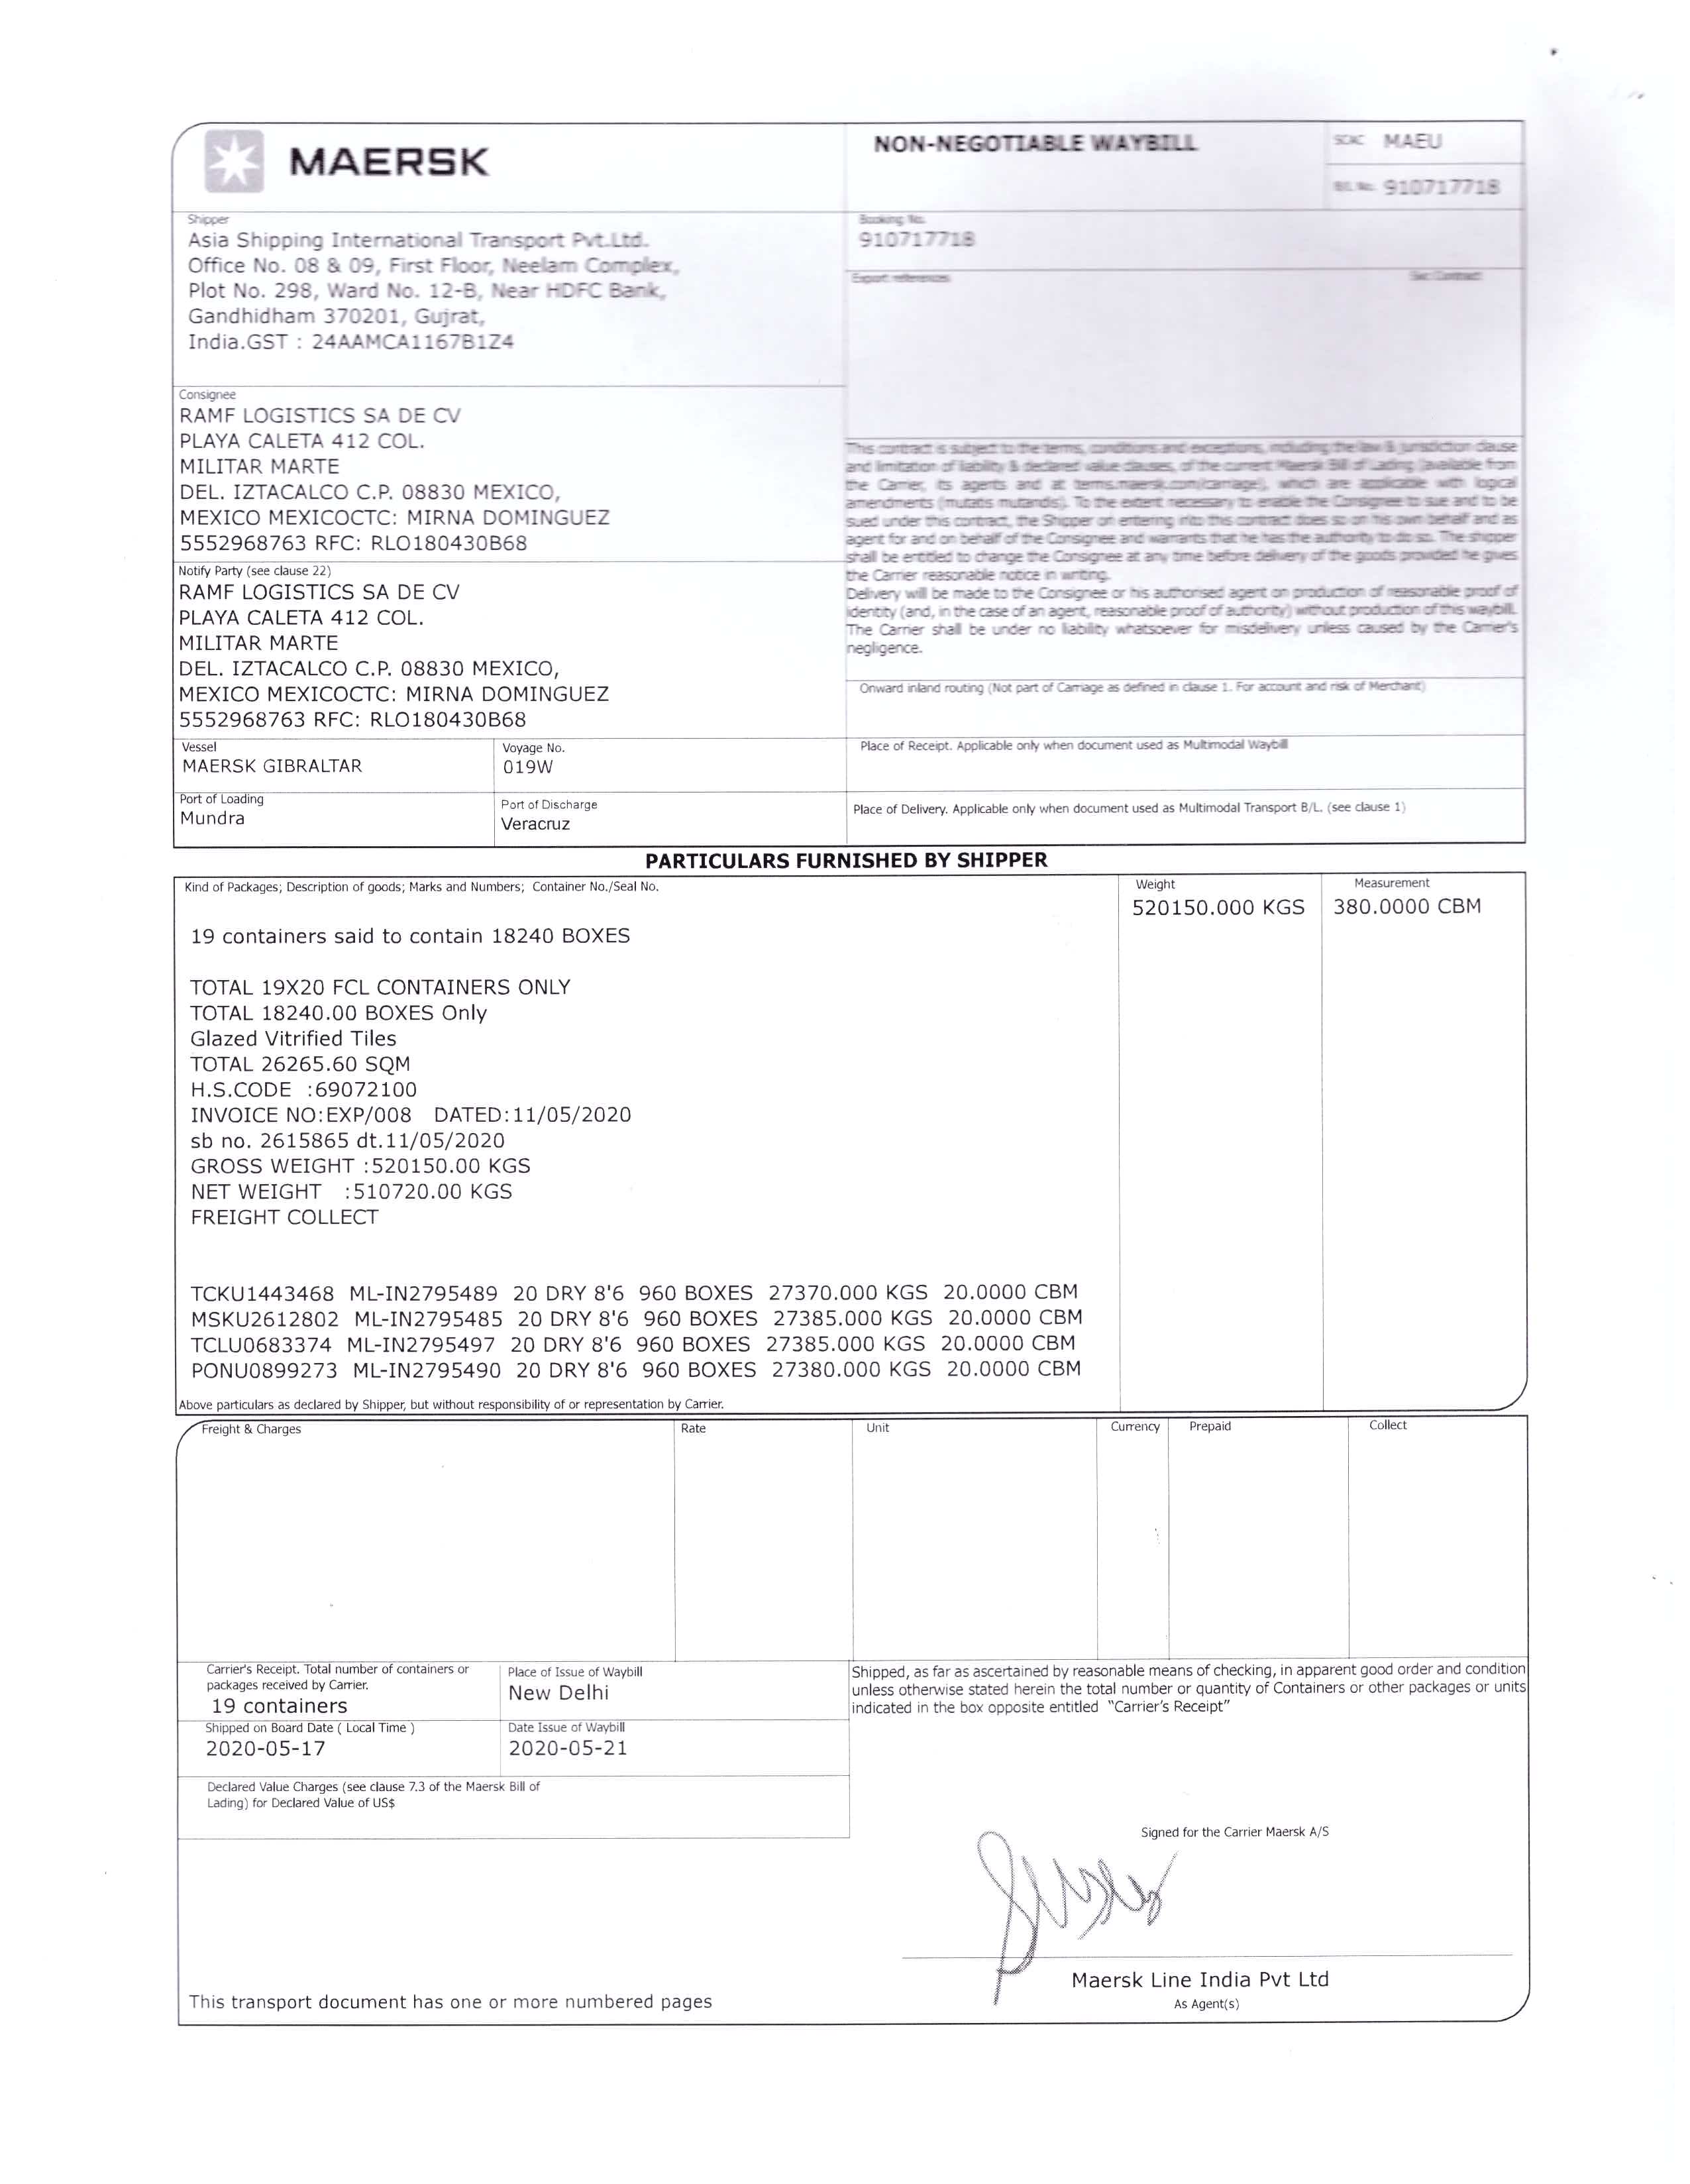 MAERSK
NON-NEGOTIABLE WAYBILL
SCAC MAEU
B/L No. 910717718
Shipper
Asia Shipping International Transport Pvt.Ltd.
Office No. 08 & 09, First Floor, Neelam Complex,
Plot No. 298, Ward No. 12-B, Near HDFC Bank,
Gandhidham 370201, Gujrat,
India.GST : 24AAMCA1167B1Z4
Booking No.
910717718
Export references
Svc Contract
Consignee
RAMF LOGISTICS SA DE CV
PLAYA CALETA 412 COL.
MILITAR MARTE
DEL. IZTACALCO C.P. 08830 MEXICO,
MEXICO MEXICOCTC: MIRNA DOMINGUEZ
5552968763 RFC: RLO180430B68
This contract is subject to the terms, conditions and exceptions, including the law & jurisdiction clause
and limitation of liability & declared value clauses, of the current Maersk Bill of Lading (available from
the Carrier, its agents and at terms.maersk.com/carriage), which are applicable with logical
amendments (mutatis mutandis). To the extent necessary to enable the Consignee to sue and to be
sued under this contract, the Shipper on entering into this contract does so on his own behalf and as
agent for and on behalf of the Consignee and warrants that he has the authority to do so. The shipper
shall be entitled to change the Consignee at any time before delivery of the goods provided he gives
the Carrier reasonable notice in writing.
Delivery will be made to the Consignee or his authorised agent on production of reasonable proof of
identity (and, in the case of an agent, reasonable proof of authority) without production of this waybill.
The Carrier shall be under no liability whatsoever for misdelivery unless caused by the Carrier's
negligence.
Notify Party (see clause 22)
RAMF LOGISTICS SA DE CV
PLAYA CALETA 412 COL.
MILITAR MARTE
DEL. IZTACALCO C.P. 08830 MEXICO,
MEXICO MEXICOCTC: MIRNA DOMINGUEZ
5552968763 RFC: RLO180430B68
Onward inland routing (Not part of Carriage as defined in clause 1. For account and risk of Merchant)
Vessel
MAERSK GIBRALTAR
Voyage No.
019W
Place of Receipt. Applicable only when document used as Multimodal Waybill
Port of Loading
Mundra
Port of Discharge
Veracruz
Place of Delivery. Applicable only when document used as Multimodal Transport B/L. (see clause 1)
PARTICULARS FURNISHED BY SHIPPER
Kind of Packages; Description of goods; Marks and Numbers; Container No./Seal No.
Weight
520150.000 KGS
Measurement
380.0000 CBM
19 containers said to contain 18240 BOXES
TOTAL 19X20 FCL CONTAINERS ONLY
TOTAL 18240.00 BOXES Only
Glazed Vitrified Tiles
TOTAL 26265.60 SQM
H.S.CODE :69072100
INVOICE NO:EXP/008 DATED:11/05/2020
sb no. 2615865 dt.11/05/2020
GROSS WEIGHT :520150.00 KGS
NET WEIGHT :510720.00 KGS
FREIGHT COLLECT
TCKU1443468 ML-IN2795489 20 DRY 8'6 960 BOXES 27370.000 KGS 20.0000 CBM
MSKU2612802 ML-IN2795485 20 DRY 8'6 960 BOXES 27385.000 KGS 20.0000 CBM
TCLU0683374 ML-IN2795497 20 DRY 8'6 960 BOXES 27385.000 KGS 20.0000 CBM
PONU0899273 ML-IN2795490 20 DRY 8'6 960 BOXES 27380.000 KGS 20.0000 CBM
Above particulars as declared by Shipper, but without responsibility of or representation by Carrier.
Freight & Charges
Rate
Unit
Currency
Prepaid
Collect
Carrier's Receipt. Total number of containers or
packages received by Carrier.
19 containers
Place of Issue of Waybill
New Delhi
Shipped on Board Date ( Local Time )
2020-05-17
Date Issue of Waybill
2020-05-21
Shipped, as far as ascertained by reasonable means of checking, in apparent good order and condition
unless otherwise stated herein the total number or quantity of Containers or other packages or units
indicated in the box opposite entitled "Carrier's Receipt"
Declared Value Charges (see clause 7.3 of the Maersk Bill of
Lading) for Declared Value of US$
Signed for the Carrier Maersk A/S
Maersk Line India Pvt Ltd
As Agent(s)
This transport document has one or more numbered pages